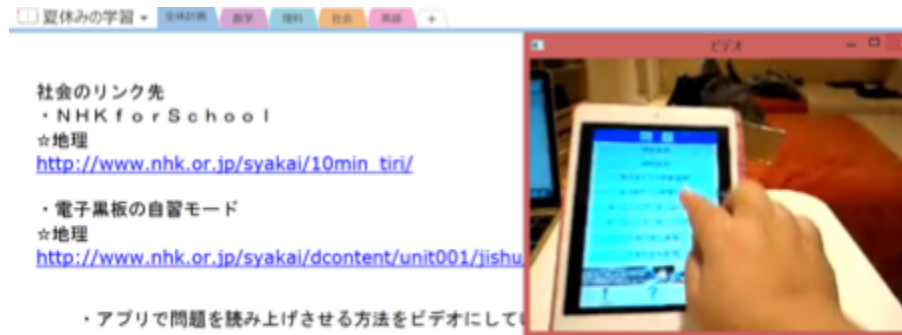 夏休みの学習
全体計画 数学 理科 社会 英語 +
ビデオ
社会のリンク先
・ＮＨＫｆｏｒＳｃｈｏｏｌ
☆地理
http://www.nhk.or.jp/syakai/10min_tiri/
・電子黒板の自習モード
☆地理
http://www.nhk.or.jp/syakai/dcontent/unit001/jishu
・アプリで問題を読み上げさせる方法をビデオにして